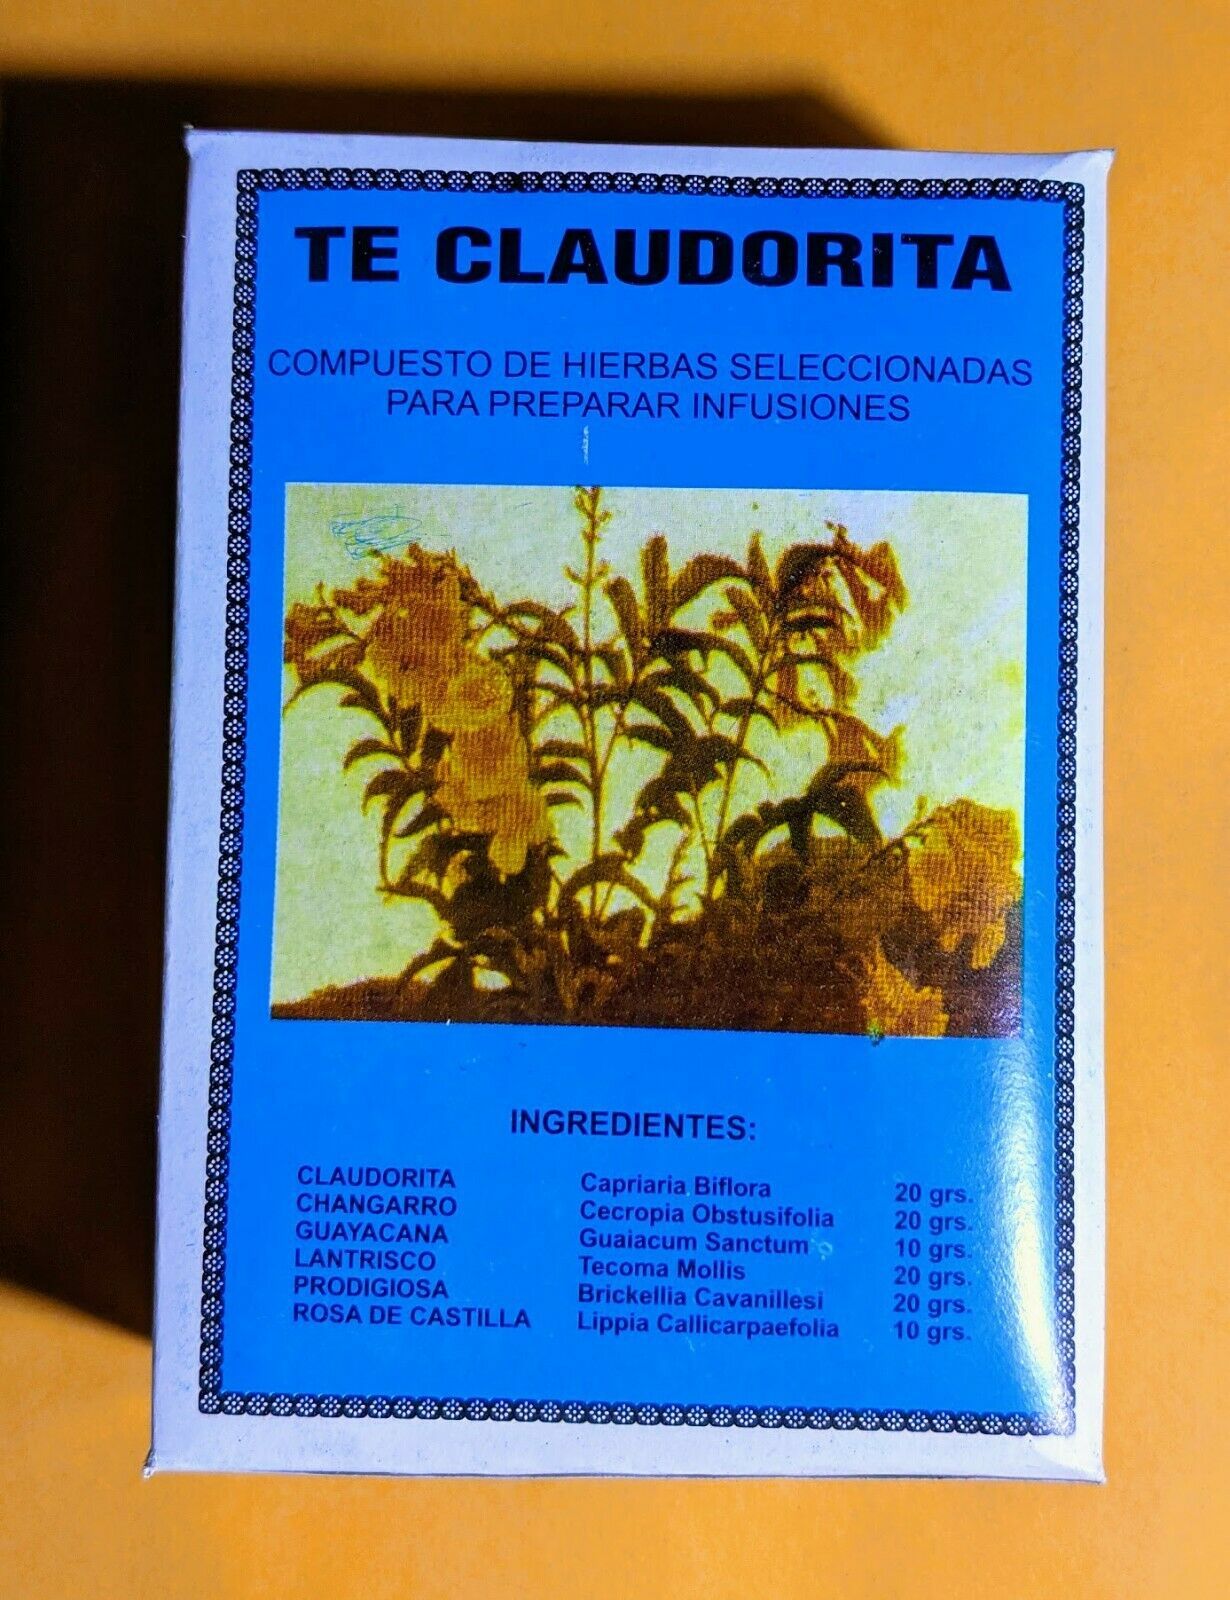 TE CLAUDORITA
COMPUESTO DE HIERBAS SELECCIONADAS
PARA PREPARAR INFUSIONES
INGREDIENTES:
CLAUDORITA Capriaria Biflora 20 grs.
CHANGARRO Cecropia Obstusifolia 20 grs.
GUAYACANA Guaiacum Sanctum 10 grs.
LANTRISCO Tecoma Mollis 20 grs.
PRODIGIOSA Brickellia Cavanillesi 20 grs.
ROSA DE CASTILLA Lippia Callicarpaefolia 10 grs.